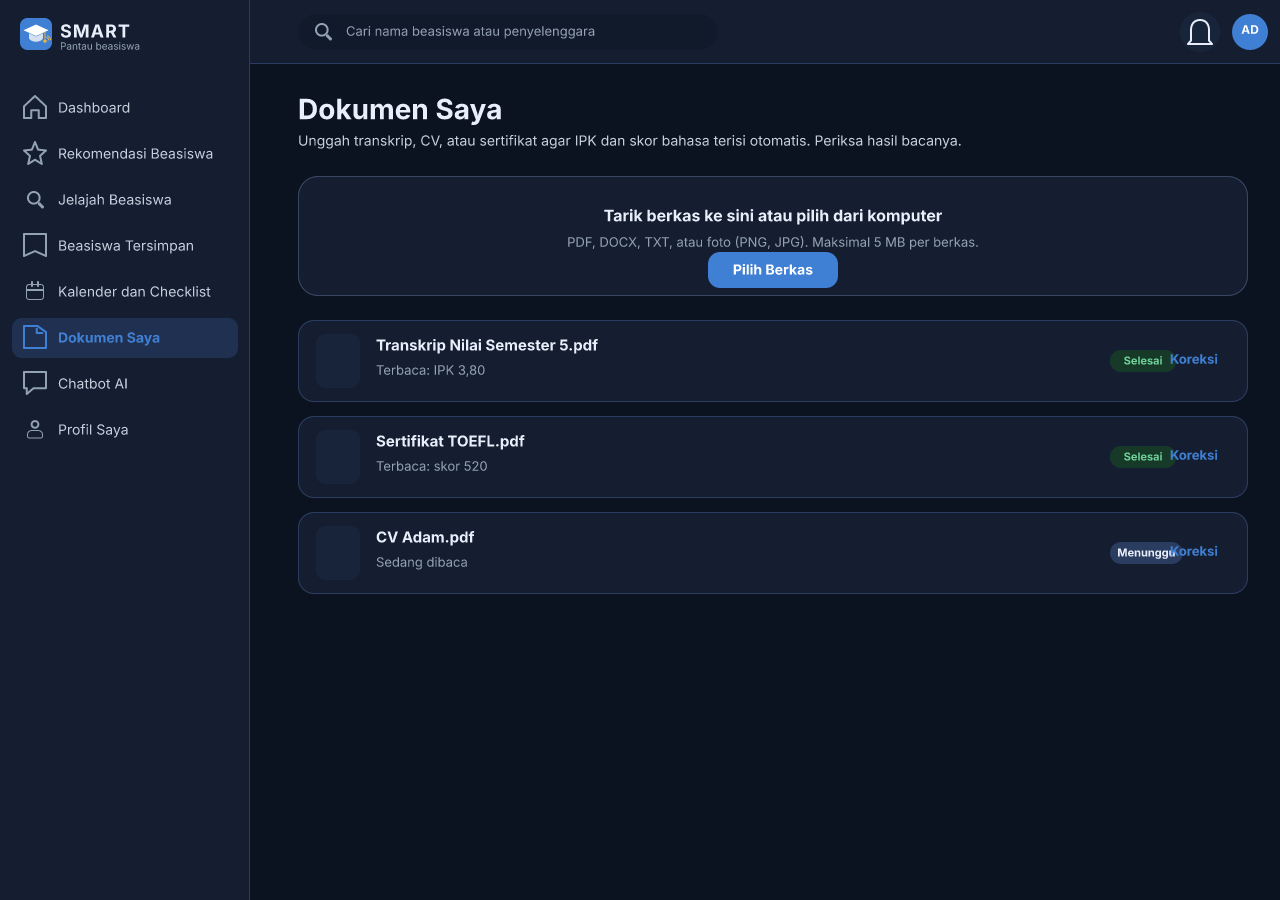 SMART
Pantau beasiswa
Cari nama beasiswa atau penyelenggara
AD
Dashboard
Rekomendasi Beasiswa
Jelajah Beasiswa
Beasiswa Tersimpan
Kalender dan Checklist
Dokumen Saya
Chatbot AI
Profil Saya
Dokumen Saya
Unggah transkrip, CV, atau sertifikat agar IPK dan skor bahasa terisi otomatis. Periksa hasil bacanya.
Tarik berkas ke sini atau pilih dari komputer
PDF, DOCX, TXT, atau foto (PNG, JPG). Maksimal 5 MB per berkas.
Pilih Berkas
Transkrip Nilai Semester 5.pdf
Terbaca: IPK 3,80
Selesai Koreksi
Sertifikat TOEFL.pdf
Terbaca: skor 520
Selesai Koreksi
CV Adam.pdf
Sedang dibaca
Menunggu Koreksi